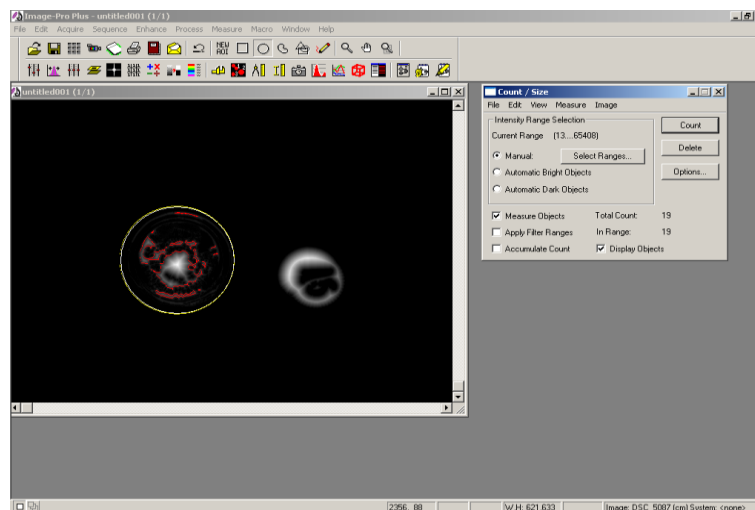 Image-Pro Plus - untitled001 (1/1)
File Edit Acquire Sequence Enhance Process Measure Macro Window Help
NEW
ROI
untitled001 (1/1)
Count / Size
File Edit View Measure Image
Intensity Range Selection
Current Range (13....65408)
Manual:
Select Ranges...
Automatic Bright Objects
Automatic Dark Objects
Count
Delete
Options...
Measure Objects Total Count: 19
Apply Filter Ranges In Range: 19
Accumulate Count Display Objects
2356, 88 W,H: 621,633 Image: DSC_5087 (cm) System: <none>